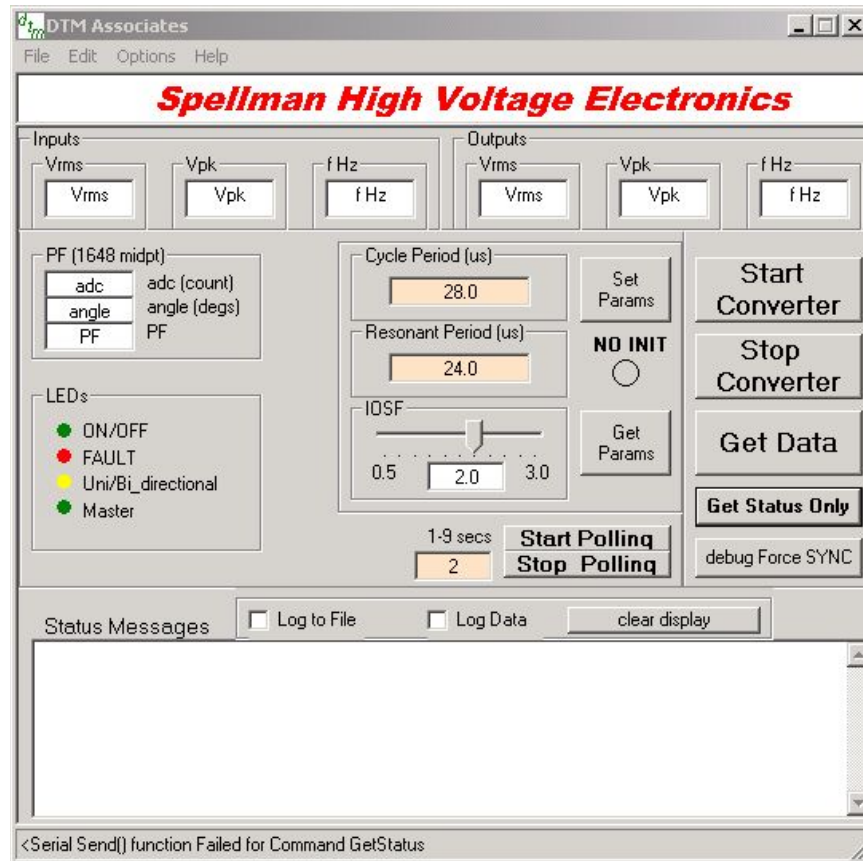 dtm DTM Associates
File Edit Options Help
Spellman High Voltage Electronics
Inputs
Outputs
Vrms Vpk f Hz Vrms Vpk f Hz
Vrms Vpk f Hz Vrms Vpk f Hz
PF (1648 midpt)
adc adc (count)
angle angle (degs)
PF PF
LEDs
ON/OFF
FAULT
Uni/Bi_directional
Master
Cycle Period (us)
28.0
Resonant Period (us)
24.0
IOSF
0.5 2.0 3.0
Set
Params
NO INIT
Get
Params
1-9 secs
2
Start Polling
Stop Polling
Start
Converter
Stop
Converter
Get Data
Get Status Only
debug Force SYNC
Status Messages
Log to File Log Data clear display
<Serial Send() function Failed for Command GetStatus